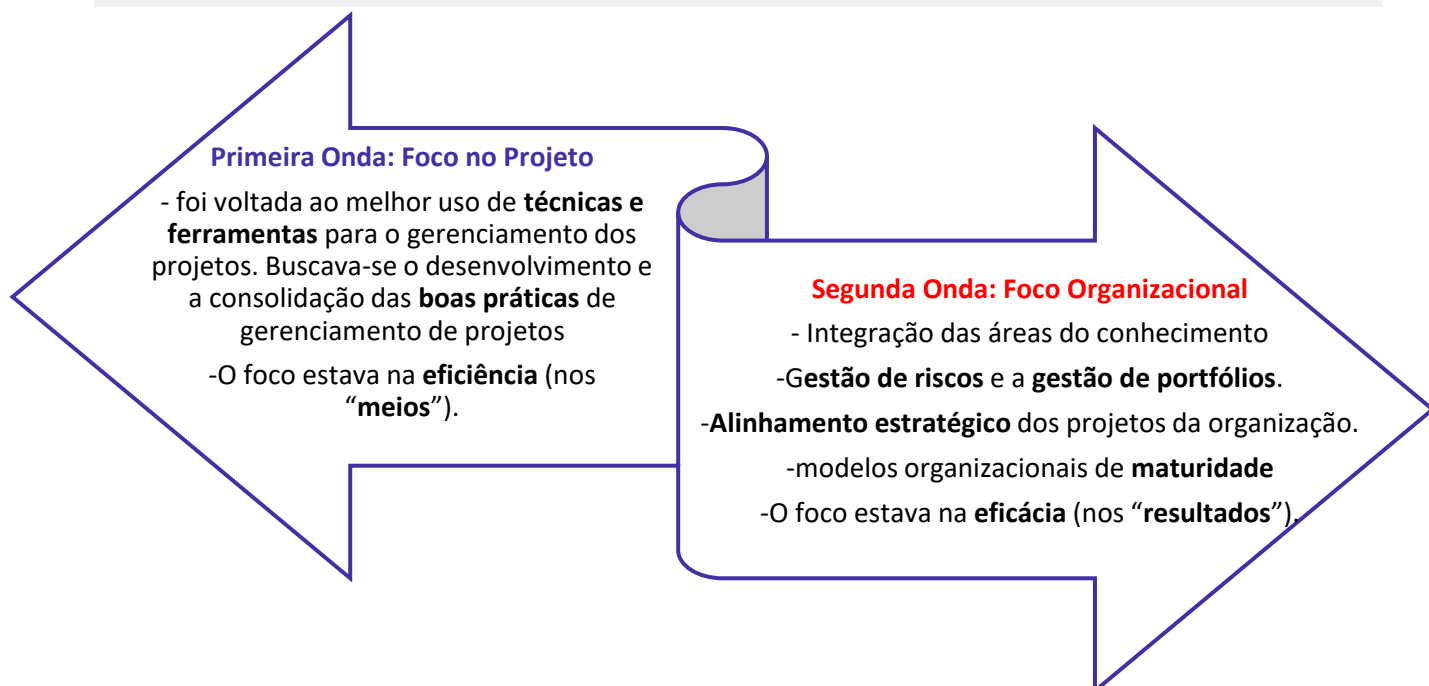 Primeira Onda: Foco no Projeto
- foi voltada ao melhor uso de técnicas e
ferramentas para o gerenciamento dos
projetos. Buscava-se o desenvolvimento e
a consolidação das boas práticas de
gerenciamento de projetos
-O foco estava na eficiência (nos
“meios”).
Segunda Onda: Foco Organizacional
- Integração das áreas do conhecimento
-Gestão de riscos e a gestão de portfólios.
-Alinhamento estratégico dos projetos da organização.
-modelos organizacionais de maturidade
-O foco estava na eficácia (nos “resultados”).